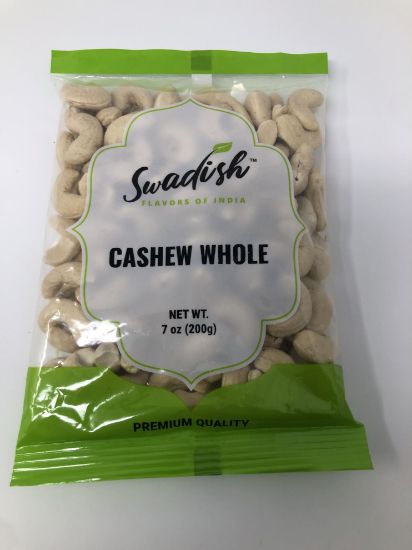 Swadish™
FLAVORS OF INDIA
CASHEW WHOLE
NET WT.
7 oz (200g)
PREMIUM QUALITY